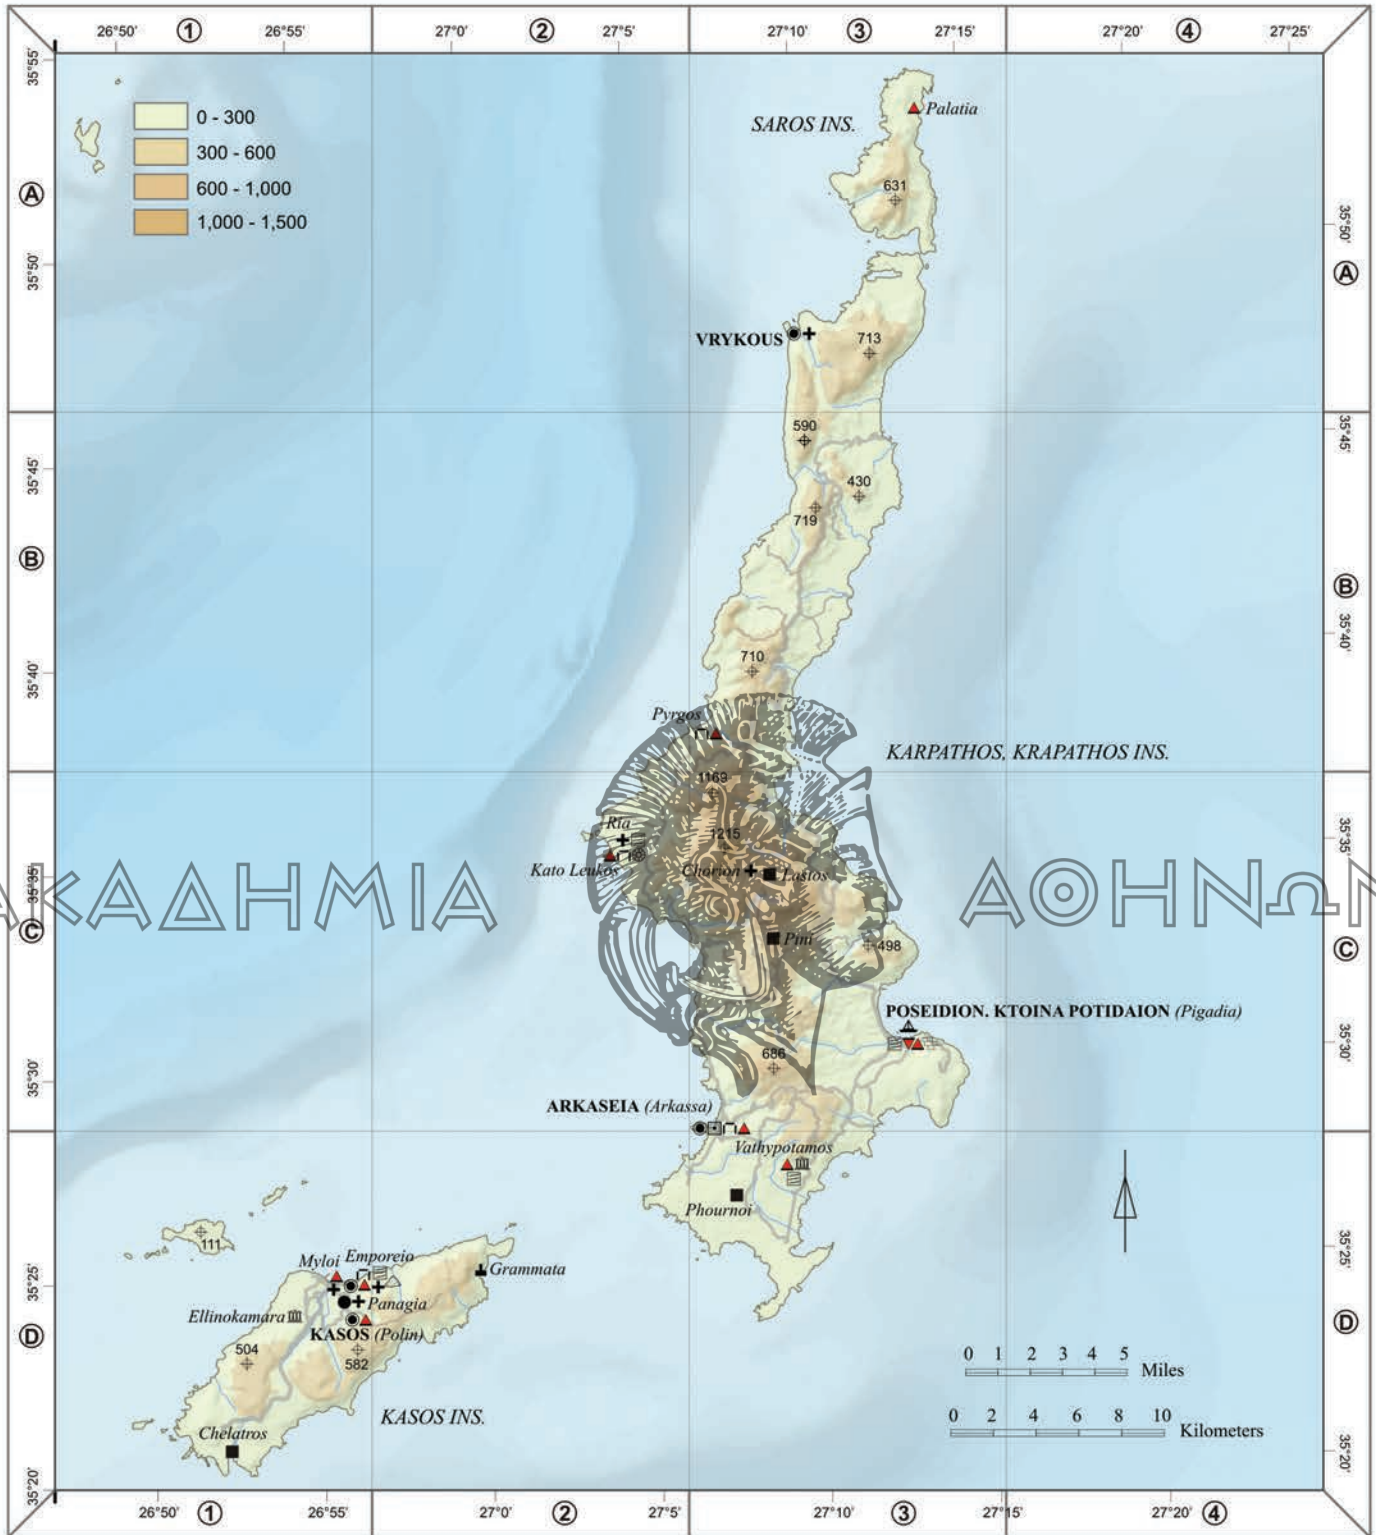 26°50' ① 26°55' 27°0' ② 27°5' 27°10' ③ 27°15' 27°20' ④ 27°25'
35°55'
0 - 300
300 - 600
600 - 1,000
1,000 - 1,500
SAROS INS.
Palatia
631
Ⓐ
35°50'
35°50'
Ⓐ
VRYKOUS
713
590
35°45'
35°45'
430
719
Ⓑ
Ⓑ
35°40'
35°40'
710
Pyrgos
KARPATHOS, KRAPATHOS INS.
1169
Ria
1215
35°35'
Kato Leukos
Chorion
Lastos
35°35'
ΑΚΑΔΗΜΙΑ ΑΘΗΝΩΝ
Ⓒ
Ⓒ
Pini
498
POSEIDION. KTOINA POTIDAION (Pigadia)
35°30'
686
35°30'
ARKASEIA (Arkassa)
Vathypotamos
Phournoi
111
35°25'
Myloi Emporeio
Grammata
35°25'
Panagia
Ellinokamara
KASOS (Polin)
Ⓓ
Ⓓ
504
582
0 1 2 3 4 5
Miles
KASOS INS.
0 2 4 6 8 10
Kilometers
Chelatros
35°20'
35°20'
26°50' ① 26°55' 27°0' ② 27°5' 27°10' ③ 27°15' 27°20' ④